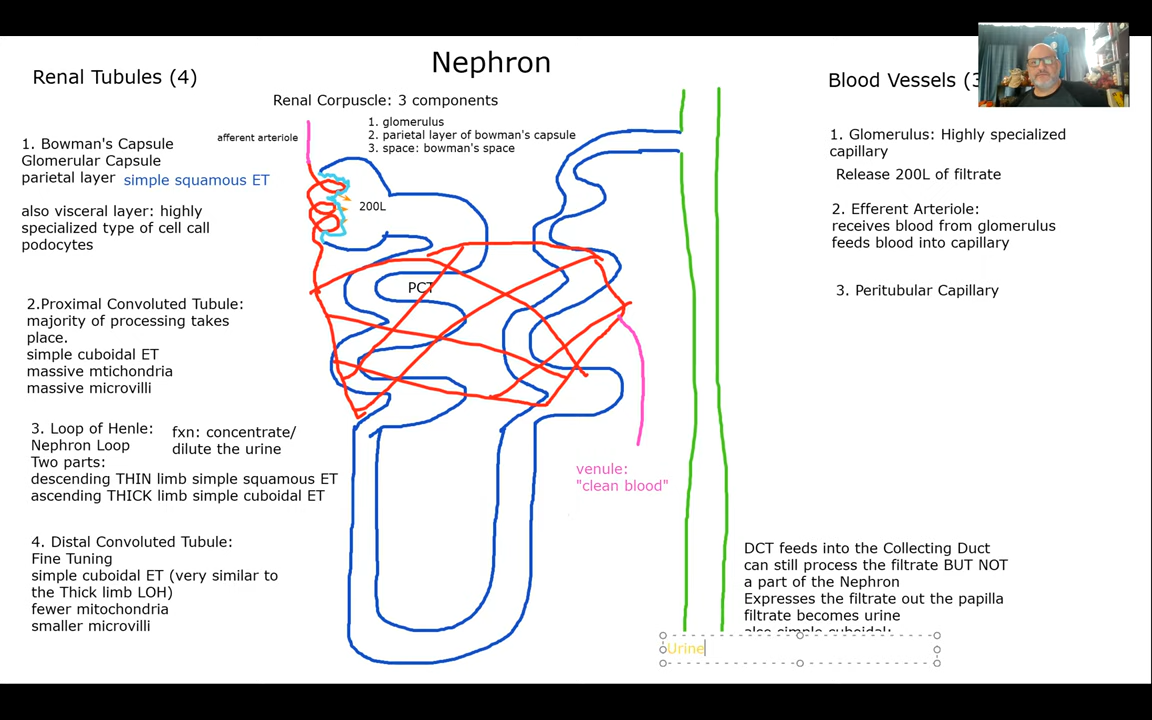 Nephron
Renal Tubules (4)
Blood Vessels (3
Renal Corpuscle: 3 components
1. glomerulus
2. parietal layer of bowman's capsule
3. space: bowman's space
afferent arteriole
1. Bowman's Capsule
Glomerular Capsule
parietal layer simple squamous ET
also visceral layer: highly
specialized type of cell call
podocytes
200L
PCT
2.Proximal Convoluted Tubule:
majority of processing takes
place.
simple cuboidal ET
massive mtichondria
massive microvilli
3. Loop of Henle:
Nephron Loop
Two parts:
descending THIN limb simple squamous ET
ascending THICK limb simple cuboidal ET
fxn: concentrate/
dilute the urine
4. Distal Convoluted Tubule:
Fine Tuning
simple cuboidal ET (very similar to
the Thick limb LOH)
fewer mitochondria
smaller microvilli
venule:
"clean blood"
1. Glomerulus: Highly specialized
capillary
Release 200L of filtrate
2. Efferent Arteriole:
receives blood from glomerulus
feeds blood into capillary
3. Peritubular Capillary
DCT feeds into the Collecting Duct
can still process the filtrate BUT NOT
a part of the Nephron
Expresses the filtrate out the papilla
filtrate becomes urine
also simple cuboidal:
Urine